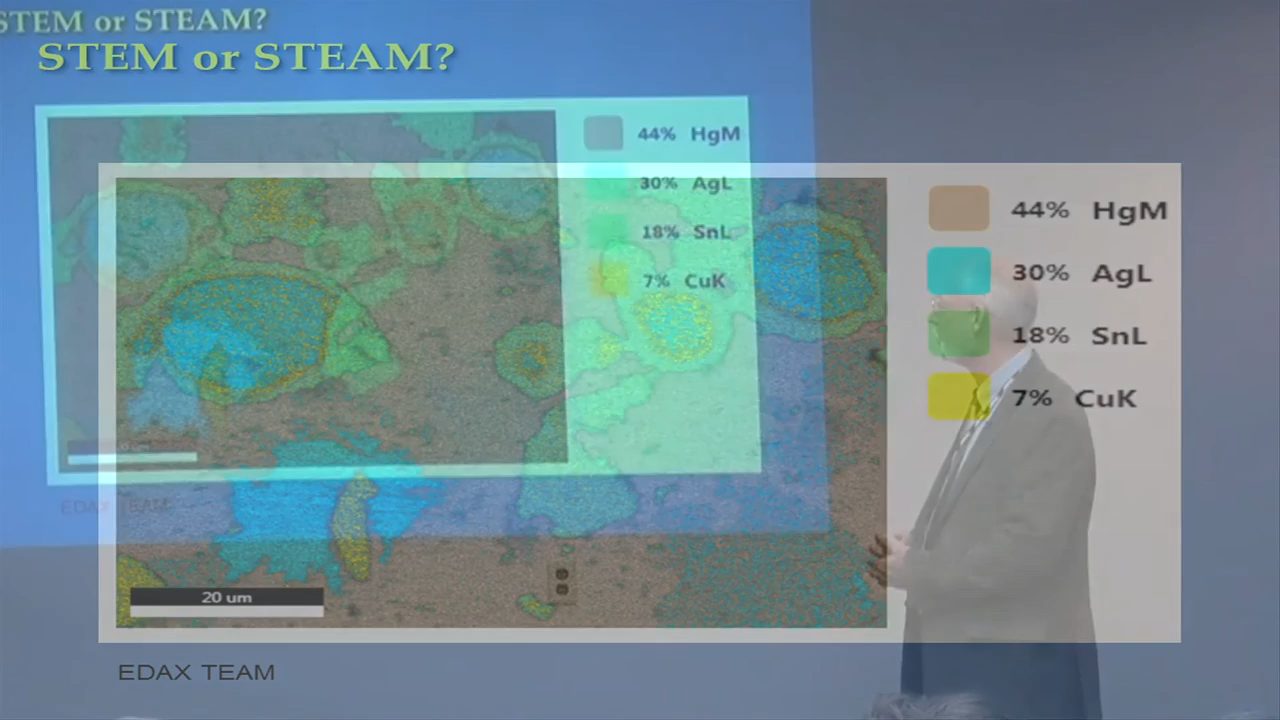 STEM or STEAM?
STEM or STEAM?
44% HgM
30% AgL
18% SnL
7% CuK
EDAX TEAM
44% HgM
30% AgL
18% SnL
7% CuK
20 um
EDAX TEAM